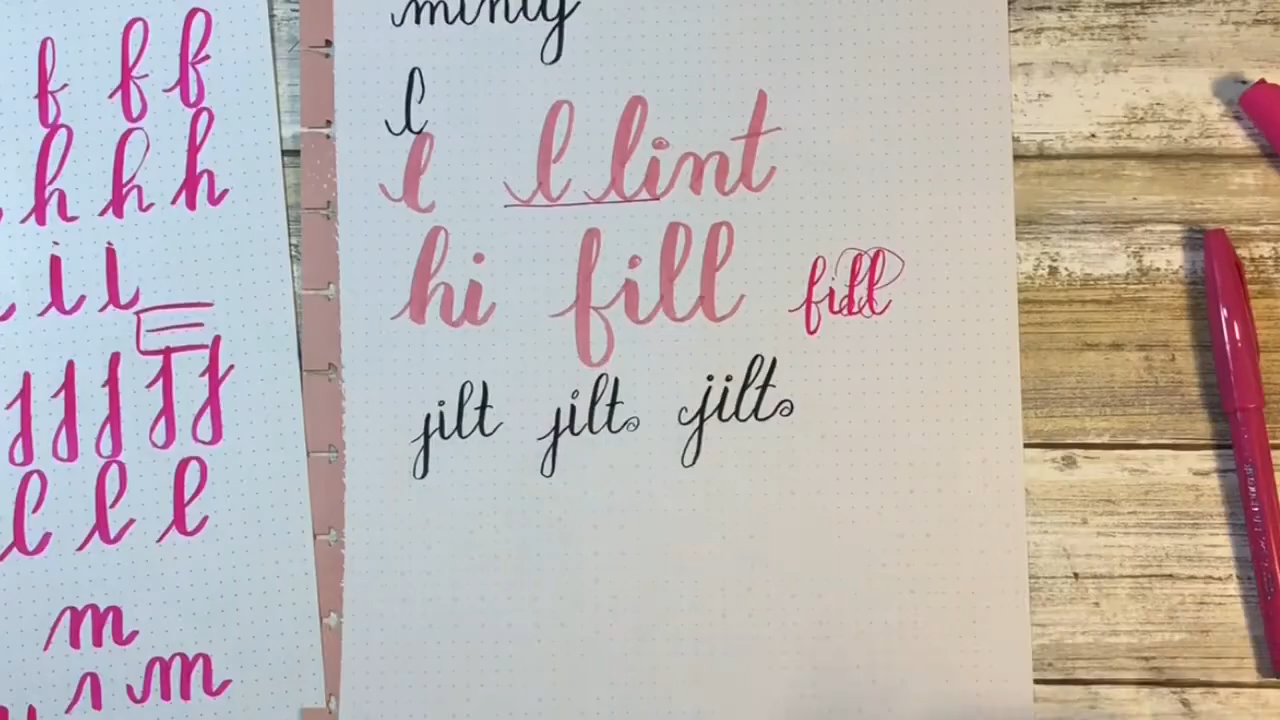 f f f
h h h
i i
j j j j j
l l l
m
m
minty
l
l l lint
hi fill fill
jilt jilt. jilt.